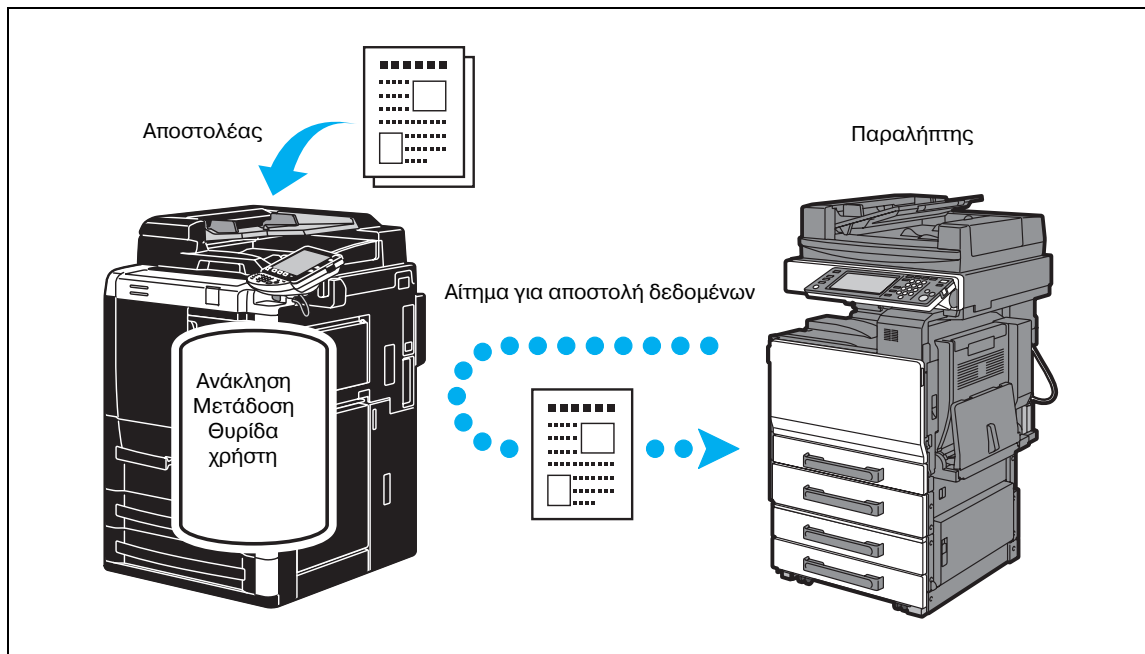 Αποστολέας
Παραλήπτης
Αίτημα για αποστολή δεδομένων
Ανάκληση
Μετάδοση
Θυρίδα
χρήστη